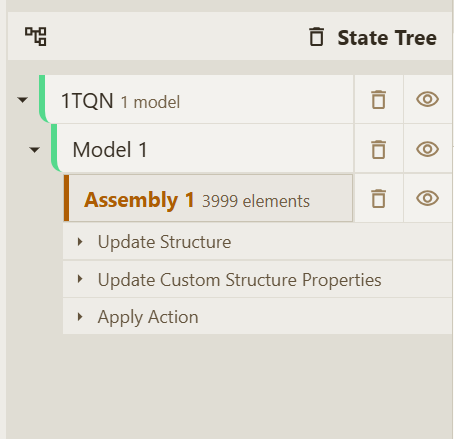 State Tree
1TQN 1 model
Model 1
Assembly 1 3999 elements
Update Structure
Update Custom Structure Properties
Apply Action